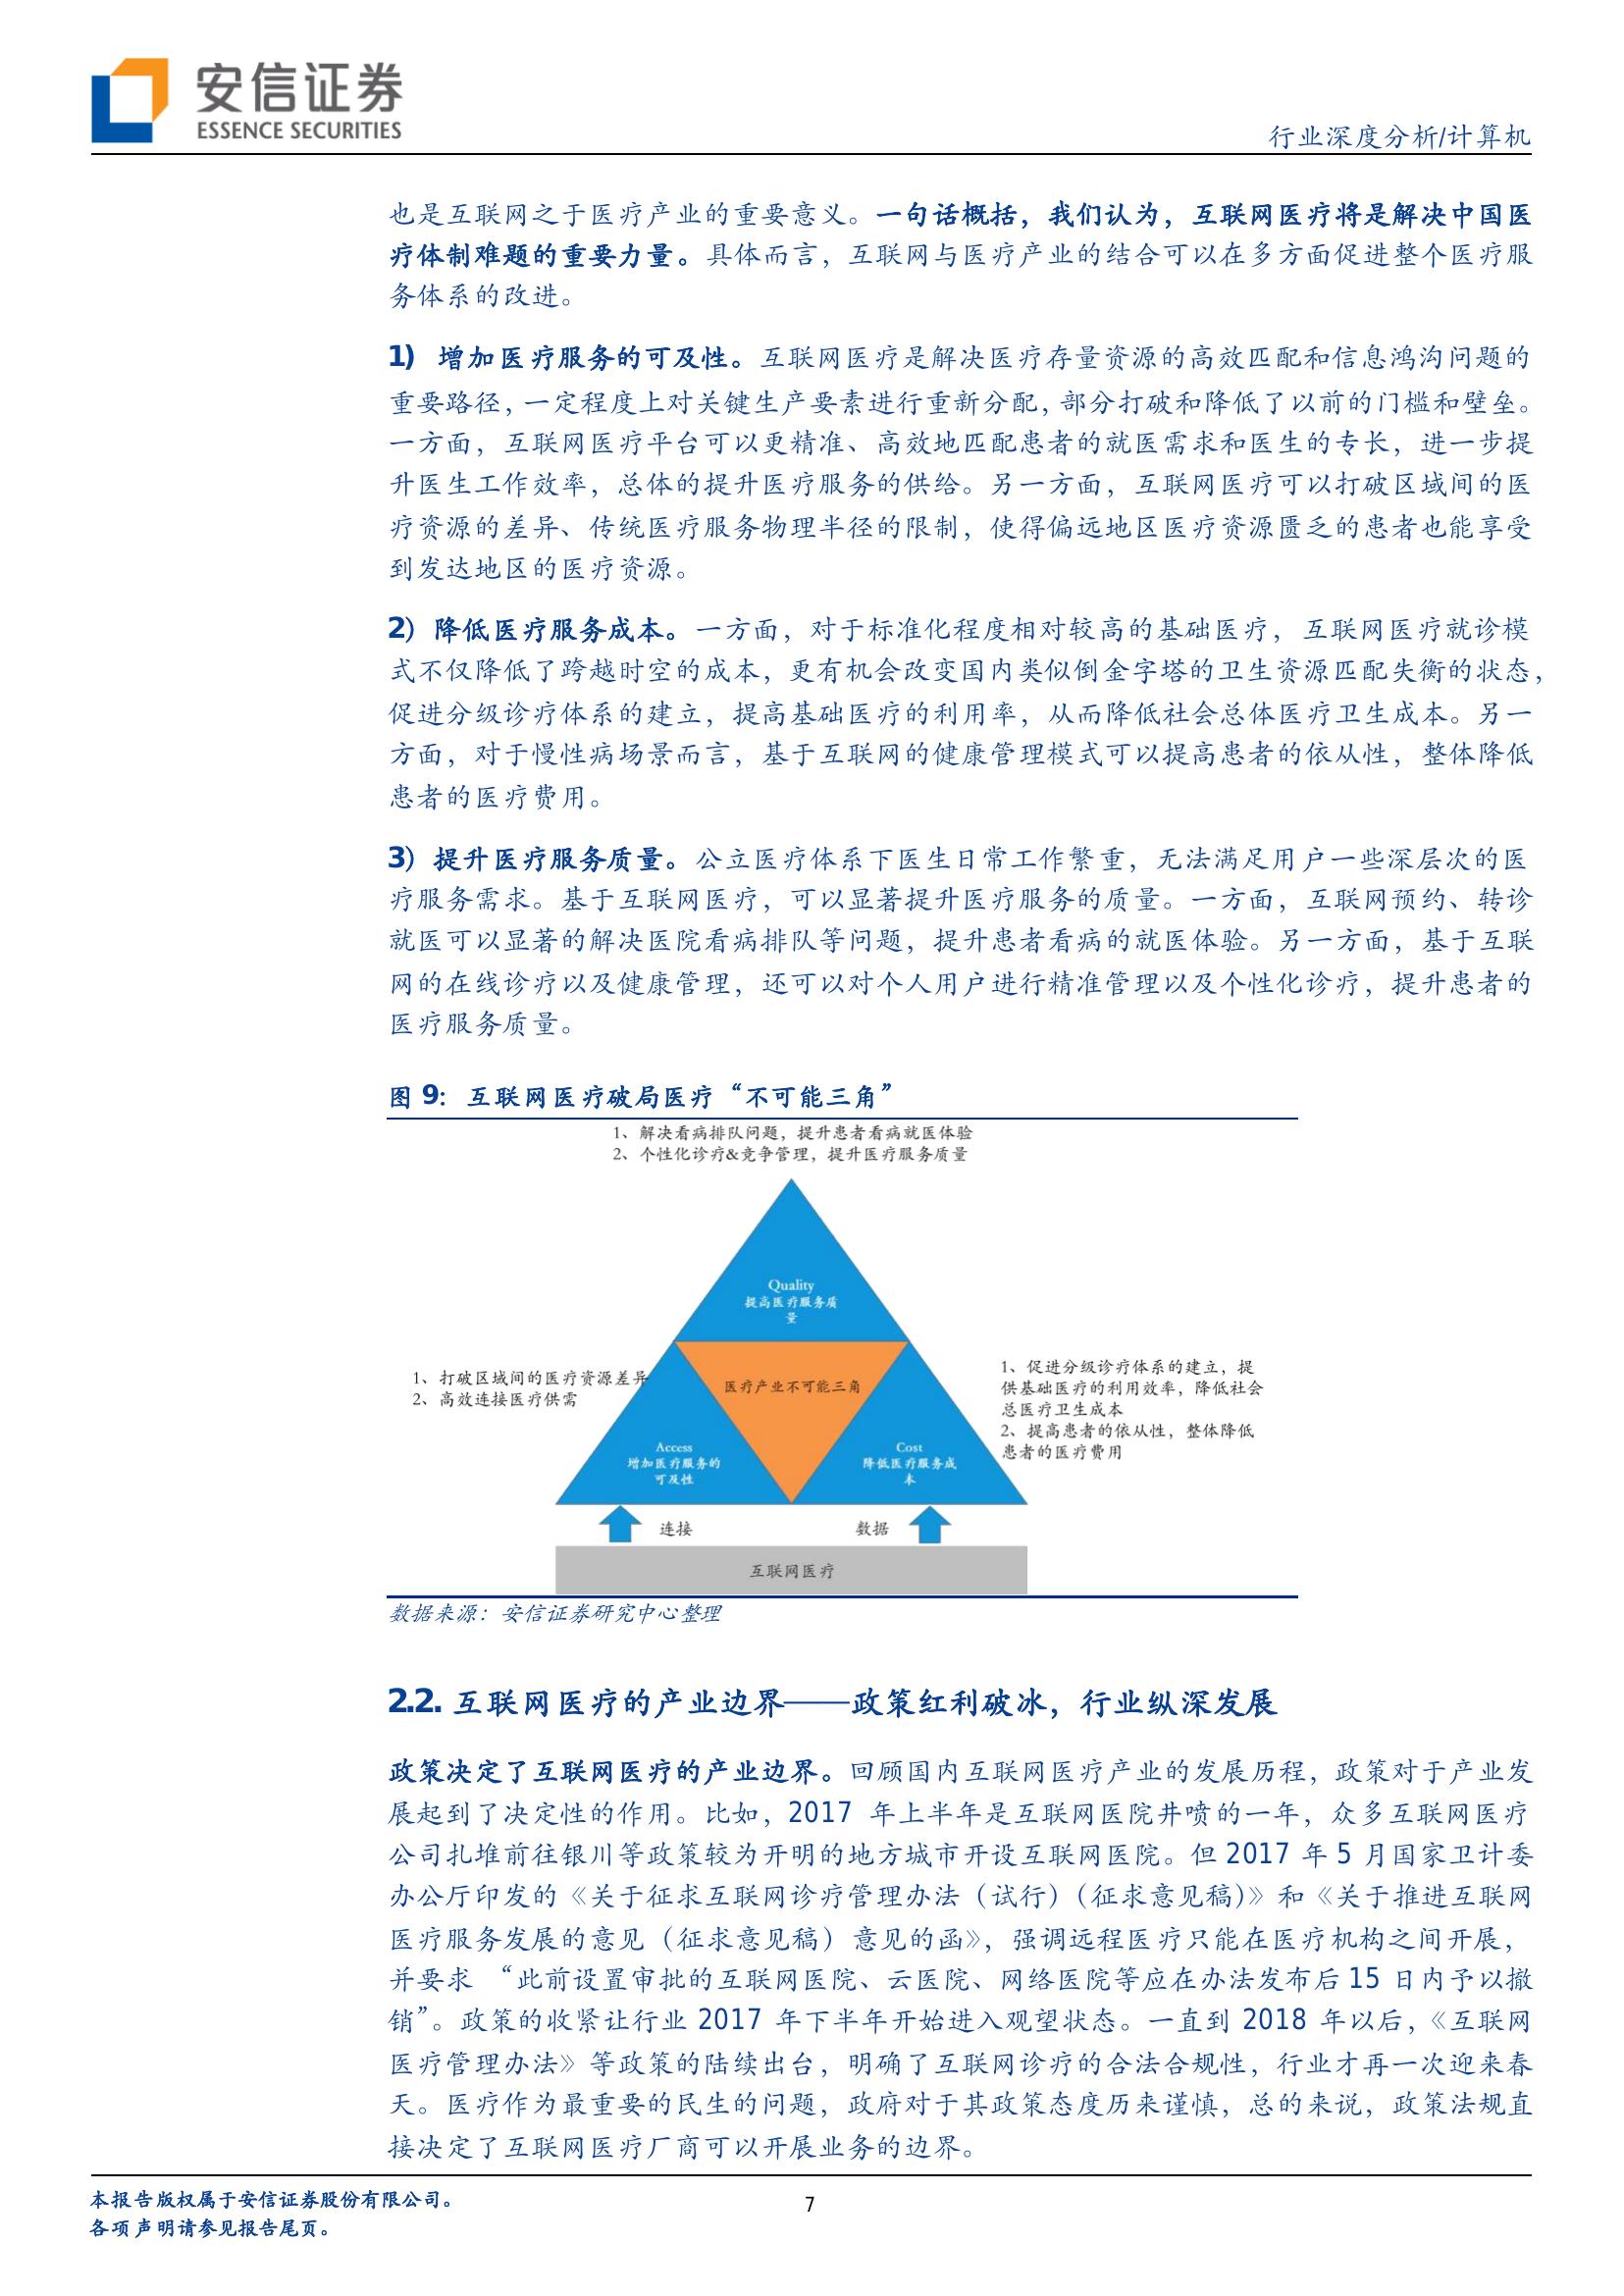 安信证券
ESSENCE SECURITIES
行业深度分析/计算机
也是互联网之于医疗产业的重要意义。一句话概括，我们认为，互联网医疗将是解决中国医
疗体制难题的重要力量。具体而言，互联网与医疗产业的结合可以在多方面促进整个医疗服
务体系的改进。
1) 增加医疗服务的可及性。互联网医疗是解决医疗存量资源的高效匹配和信息鸿沟问题的
重要路径，一定程度上对关键生产要素进行重新分配，部分打破和降低了以前的门槛和壁垒。
一方面，互联网医疗平台可以更精准、高效地匹配患者的就医需求和医生的专长，进一步提
升医生工作效率，总体的提升医疗服务的供给。另一方面，互联网医疗可以打破区域间的医
疗资源的差异、传统医疗服务物理半径的限制，使得偏远地区医疗资源匮乏的患者也能享受
到发达地区的医疗资源。
2) 降低医疗服务成本。一方面，对于标准化程度相对较高的基础医疗，互联网医疗就诊模
式不仅降低了跨越时空的成本，更有机会改变国内类似倒金字塔的卫生资源匹配失衡的状态，
促进分级诊疗体系的建立，提高基础医疗的利用率，从而降低社会总体医疗卫生成本。另一
方面，对于慢性病场景而言，基于互联网的健康管理模式可以提高患者的依从性，整体降低
患者的医疗费用。
3) 提升医疗服务质量。公立医疗体系下医生日常工作繁重，无法满足用户一些深层次的医
疗服务需求。基于互联网医疗，可以显著提升医疗服务的质量。一方面，互联网预约、转诊
就医可以显著的解决医院看病排队等问题，提升患者看病的就医体验。另一方面，基于互联
网的在线诊疗以及健康管理，还可以对个人用户进行精准管理以及个性化诊疗，提升患者的
医疗服务质量。
图 9：互联网医疗破局医疗“不可能三角”
1、解决看病排队问题，提升患者看病就医体验
2、个性化诊疗&竞争管理，提升医疗服务质量
Quality
提高医疗服务质
量
1、打破区域间的医疗资源差异
2、高效连接医疗供需
医疗产业不可能三角
1、促进分级诊疗体系的建立，提
供基础医疗的利用效率，降低社会
总医疗卫生成本
2、提高患者的依从性，整体降低
患者的医疗费用
Access
增加医疗服务的
可及性
Cost
降低医疗服务成
本
连接
数据
互联网医疗
数据来源：安信证券研究中心整理
2.2. 互联网医疗的产业边界——政策红利破冰，行业纵深发展
政策决定了互联网医疗的产业边界。回顾国内互联网医疗产业的发展历程，政策对于产业发
展起到了决定性的作用。比如，2017 年上半年是互联网医院井喷的一年，众多互联网医疗
公司扎堆前往银川等政策较为开明的地方城市开设互联网医院。但 2017 年 5 月国家卫计委
办公厅印发的《关于征求互联网诊疗管理办法（试行）（征求意见稿）》和《关于推进互联网
医疗服务发展的意见（征求意见稿）意见的函》，强调远程医疗只能在医疗机构之间开展，
并要求 “此前设置审批的互联网医院、云医院、网络医院等应在办法发布后 15 日内予以撤
销”。政策的收紧让行业 2017 年下半年开始进入观望状态。一直到 2018 年以后，《互联网
医疗管理办法》等政策的陆续出台，明确了互联网诊疗的合法合规性，行业才再一次迎来春
天。医疗作为最重要的民生的问题，政府对于其政策态度历来谨慎，总的来说，政策法规直
接决定了互联网医疗厂商可以开展业务的边界。
本报告版权属于安信证券股份有限公司。
各项声明请参见报告尾页。
7